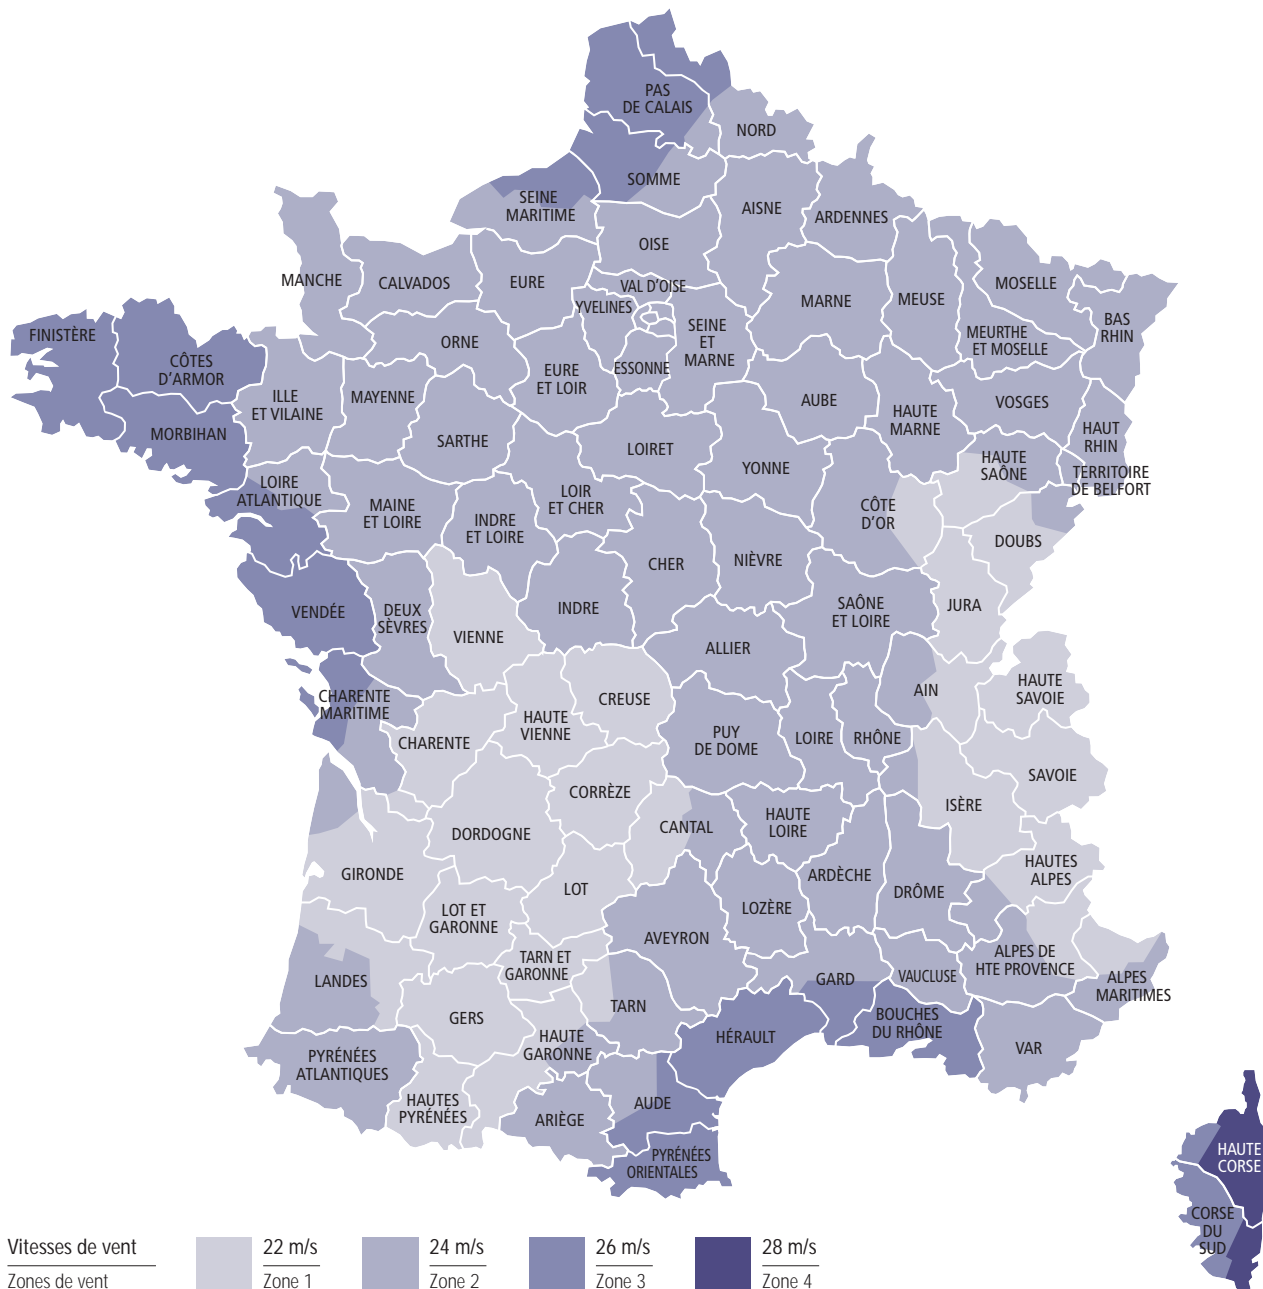 PAS
DE CALAIS
NORD
SOMME
SEINE
MARITIME
AISNE
ARDENNES
OISE
MANCHE
CALVADOS
EURE
VAL D'OISE
YVELINES
MARNE
MEUSE
MOSELLE
BAS
RHIN
FINISTÈRE
CÔTES
D'ARMOR
ORNE
SEINE
ET
MARNE
MEURTHE
ET MOSELLE
ESSONNE
EURE
ET LOIR
ILLE
ET VILAINE
MAYENNE
AUBE
HAUTE
MARNE
VOSGES
HAUT
RHIN
MORBIHAN
SARTHE
LOIRET
YONNE
HAUTE
SAÔNE
TERRITOIRE
DE BELFORT
LOIRE
ATLANTIQUE
MAINE
ET LOIRE
LOIR
ET CHER
INDRE
ET LOIRE
CÔTE
D'OR
DOUBS
CHER
NIÈVRE
VENDÉE
DEUX
SÈVRES
VIENNE
INDRE
SAÔNE
ET LOIRE
JURA
ALLIER
CHARENTE
MARITIME
CREUSE
AIN
HAUTE
SAVOIE
CHARENTE
HAUTE
VIENNE
PUY
DE DOME
LOIRE
RHÔNE
SAVOIE
CORRÈZE
ISÈRE
DORDOGNE
CANTAL
HAUTE
LOIRE
GIRONDE
LOT
ARDÈCHE
DRÔME
HAUTES
ALPES
LOT ET
GARONNE
LOZÈRE
AVEYRON
TARN ET
GARONNE
ALPES DE
HTE PROVENCE
LANDES
GARD
VAUCLUSE
ALPES
MARITIMES
TARN
GERS
HAUTE
GARONNE
HÉRAULT
BOUCHES
DU RHÔNE
VAR
PYRÉNÉES
ATLANTIQUES
HAUTES
PYRÉNÉES
ARIÈGE
AUDE
PYRÉNÉES
ORIENTALES
HAUTE
CORSE
CORSE
DU
SUD
Vitesses de vent
22 m/s
24 m/s
26 m/s
28 m/s
Zones de vent
Zone 1
Zone 2
Zone 3
Zone 4